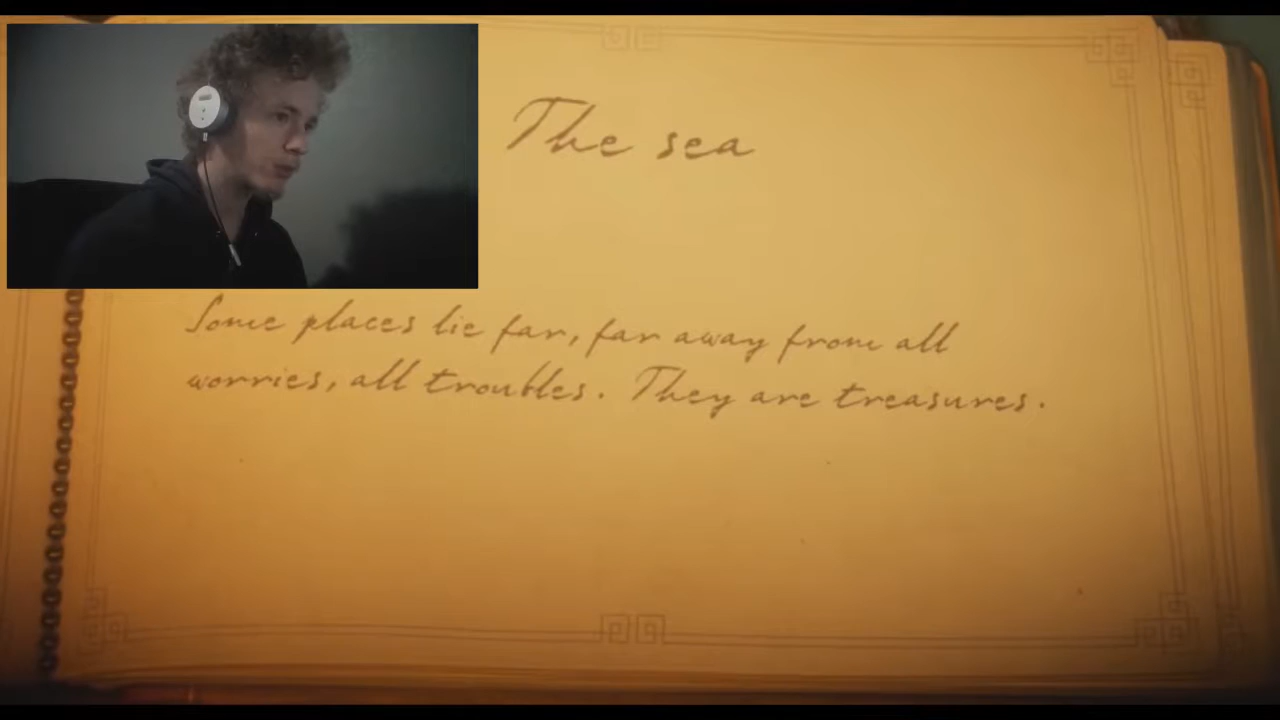 The sea
Some places lie far, far away from all
worries, all troubles. They are treasures.